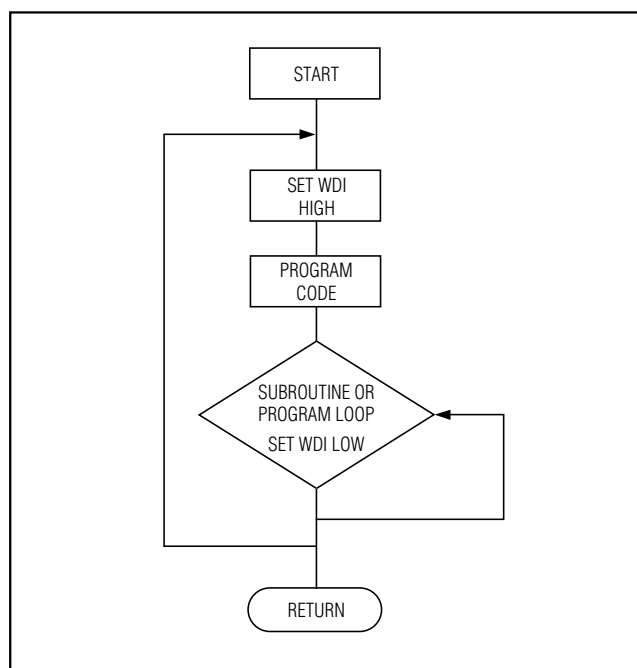 START
SET WDI
HIGH
PROGRAM
CODE
SUBROUTINE OR
PROGRAM LOOP
SET WDI LOW
RETURN